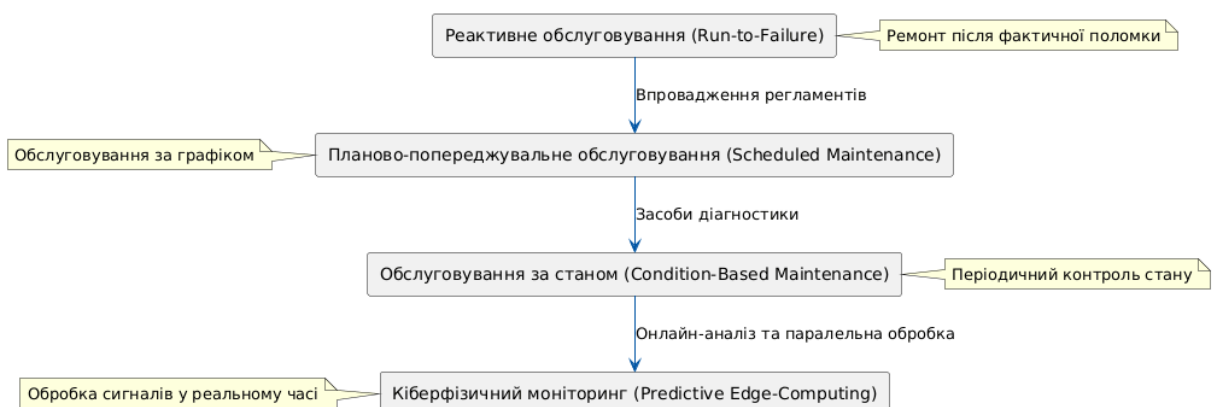 Реактивне обслуговування (Run-to-Failure)
Ремонт після фактичної поломки
Впровадження регламентів
Обслуговування за графіком
Планово-попереджувальне обслуговування (Scheduled Maintenance)
Засоби діагностики
Обслуговування за станом (Condition-Based Maintenance)
Періодичний контроль стану
Онлайн-аналіз та паралельна обробка
Обробка сигналів у реальному часі
Кіберфізичний моніторинг (Predictive Edge-Computing)